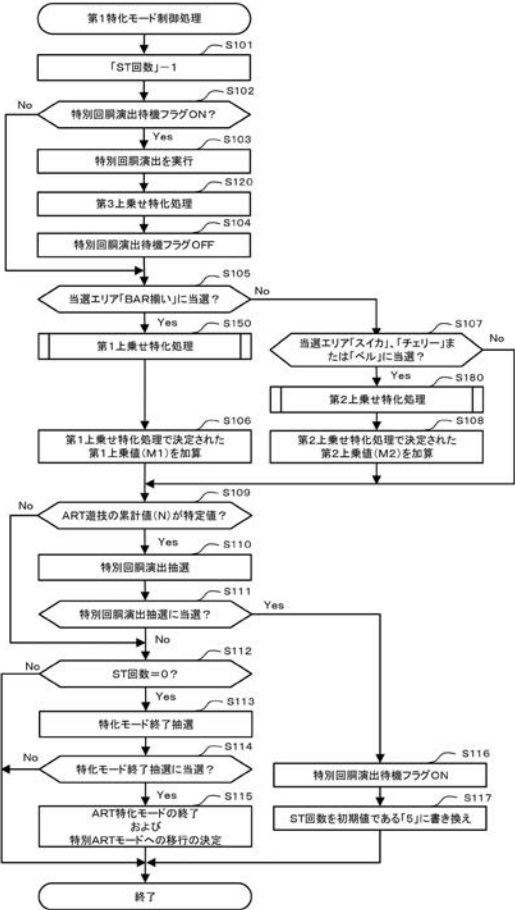 第1特化モード制御処理
S101
「ST回数」－1
S102
No
特別回胴演出待機フラグON？
Yes
S103
特別回胴演出を実行
S120
第3上乗せ特化処理
S104
特別回胴演出待機フラグOFF
S105
当選エリア「BAR揃い」に当選？
No
Yes
S150
第1上乗せ特化処理
S107
当選エリア「スイカ」、「チェリー」ま
たは「ベル」に当選？
No
Yes
S180
第2上乗せ特化処理
S106
第1上乗せ特化処理で決定された
第1上乗値（M1）を加算
S108
第2上乗せ特化処理で決定された
第2上乗値（M2）を加算
S109
No
ART遊技の累計値（N）が特定値？
Yes
S110
特別回胴演出抽選
S111
特別回胴演出抽選に当選？
Yes
No
S112
No
ST回数＝0？
Yes
S113
特化モード終了抽選
S114
No
特化モード終了抽選に当選？
Yes
S115
ART特化モードの終了
および
特別ARTモードへの移行の決定
S116
特別回胴演出待機フラグON
S117
ST回数を初期値である「5」に書き換え
終了